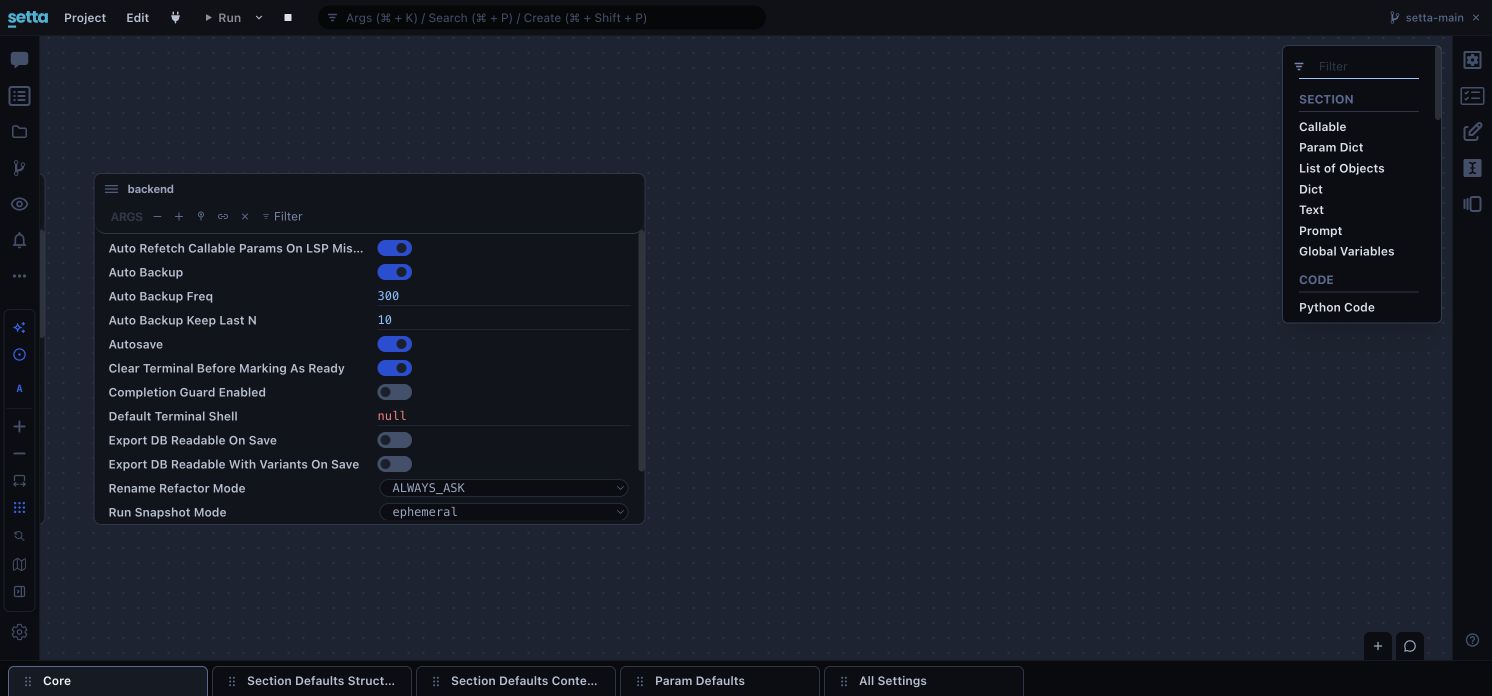 setta Project Edit Run Args (⌘ + K) / Search (⌘ + P) / Create (⌘ + Shift + P) setta-main
backend
ARGS Filter
Auto Refetch Callable Params On LSP Mis...
Auto Backup
Auto Backup Freq 300
Auto Backup Keep Last N 10
Autosave
Clear Terminal Before Marking As Ready
Completion Guard Enabled
Default Terminal Shell null
Export DB Readable On Save
Export DB Readable With Variants On Save
Rename Refactor Mode ALWAYS_ASK
Run Snapshot Mode ephemeral
A
Filter
SECTION
Callable
Param Dict
List of Objects
Dict
Text
Prompt
Global Variables
CODE
Python Code
Core Section Defaults Struct... Section Defaults Conte... Param Defaults All Settings